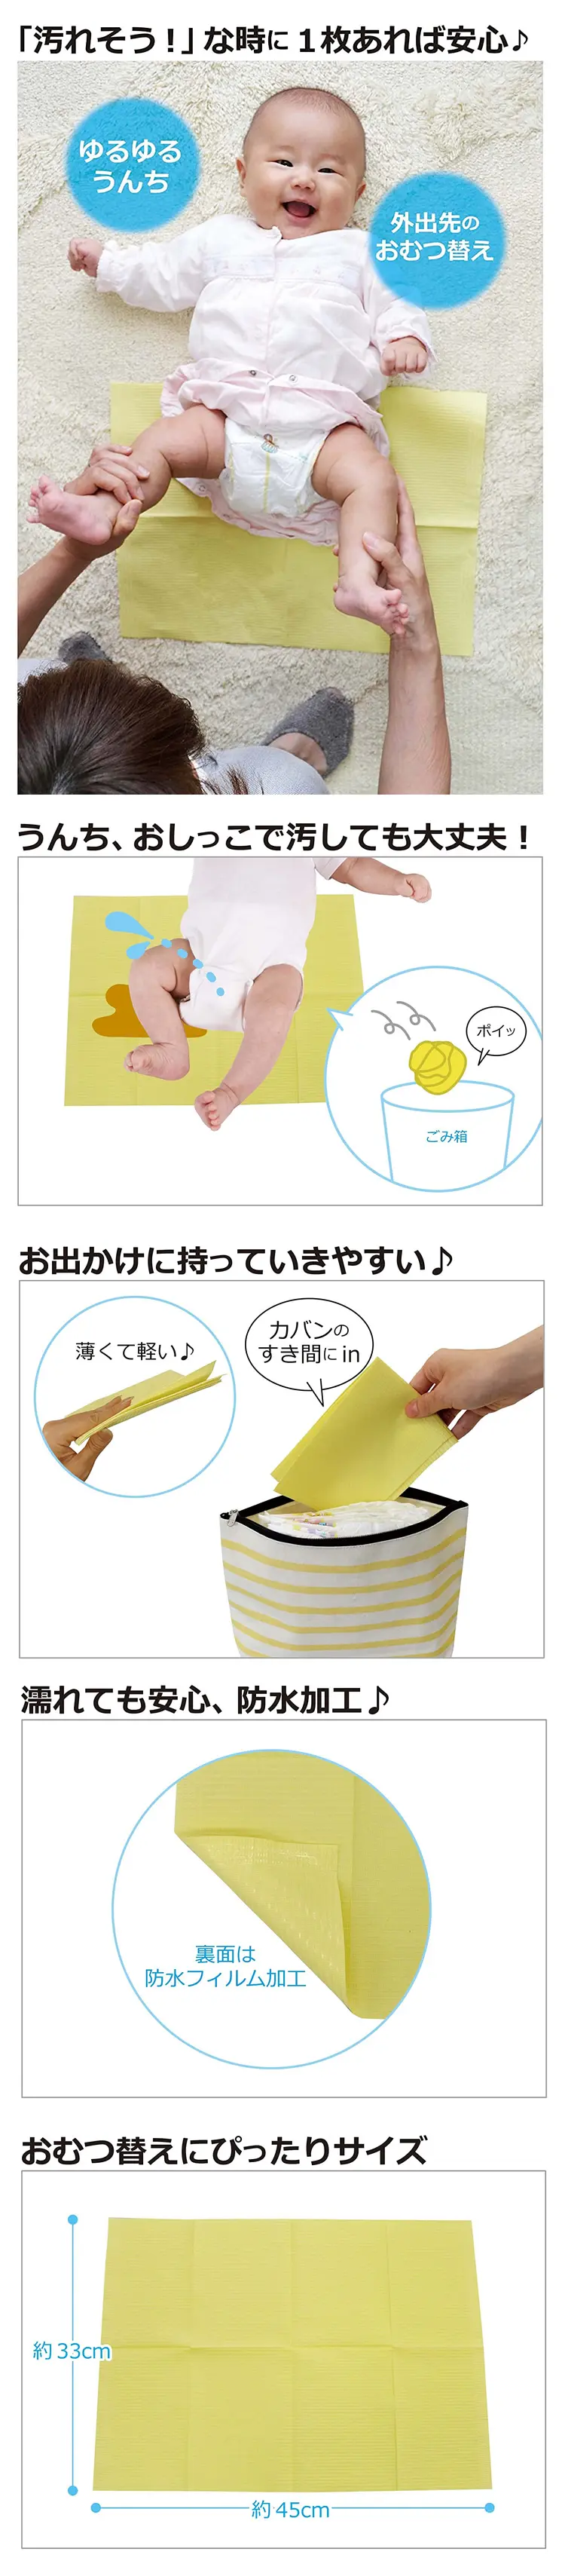 「汚れそう！」な時に１枚あれば安心♪
ゆるゆる
うんち
外出先の
おむつ替え
うんち、おしっこで汚しても大丈夫！
ポイッ
ごみ箱
お出かけに持っていきやすい♪
薄くて軽い♪
カバンの
すき間にin
濡れても安心、防水加工♪
裏面は
防水フィルム加工
おむつ替えにぴったりサイズ
約33cm
約45cm